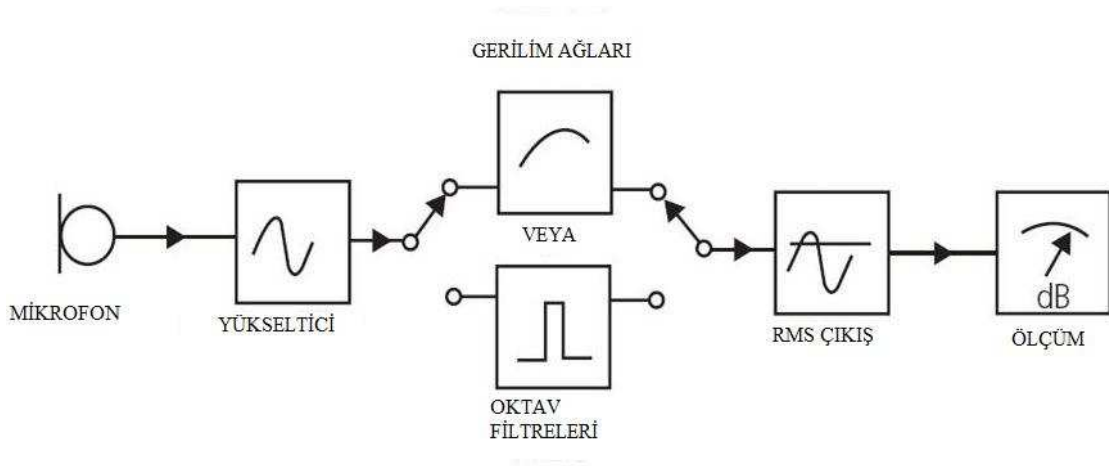 GERİLİM AĞLARI
MİKROFON
YÜKSELTİCİ
VEYA
OKTAV
FİLTRELERİ
RMS ÇIKIŞ
dB
ÖLÇÜM